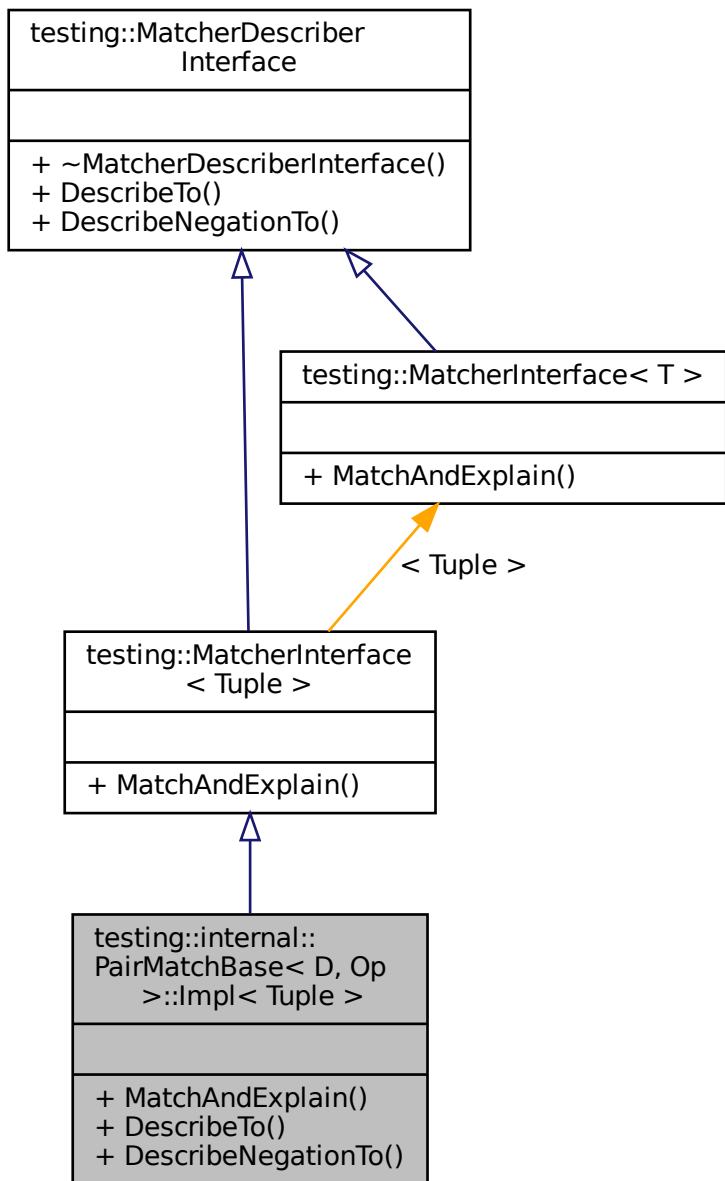 testing::MatcherDescriber
Interface
+ ~MatcherDescriberInterface()
+ DescribeTo()
+ DescribeNegationTo()
testing::MatcherInterface< T >
+ MatchAndExplain()
< Tuple >
testing::MatcherInterface
< Tuple >
+ MatchAndExplain()
testing::internal::
PairMatchBase< D, Op
>::Impl< Tuple >
+ MatchAndExplain()
+ DescribeTo()
+ DescribeNegationTo()